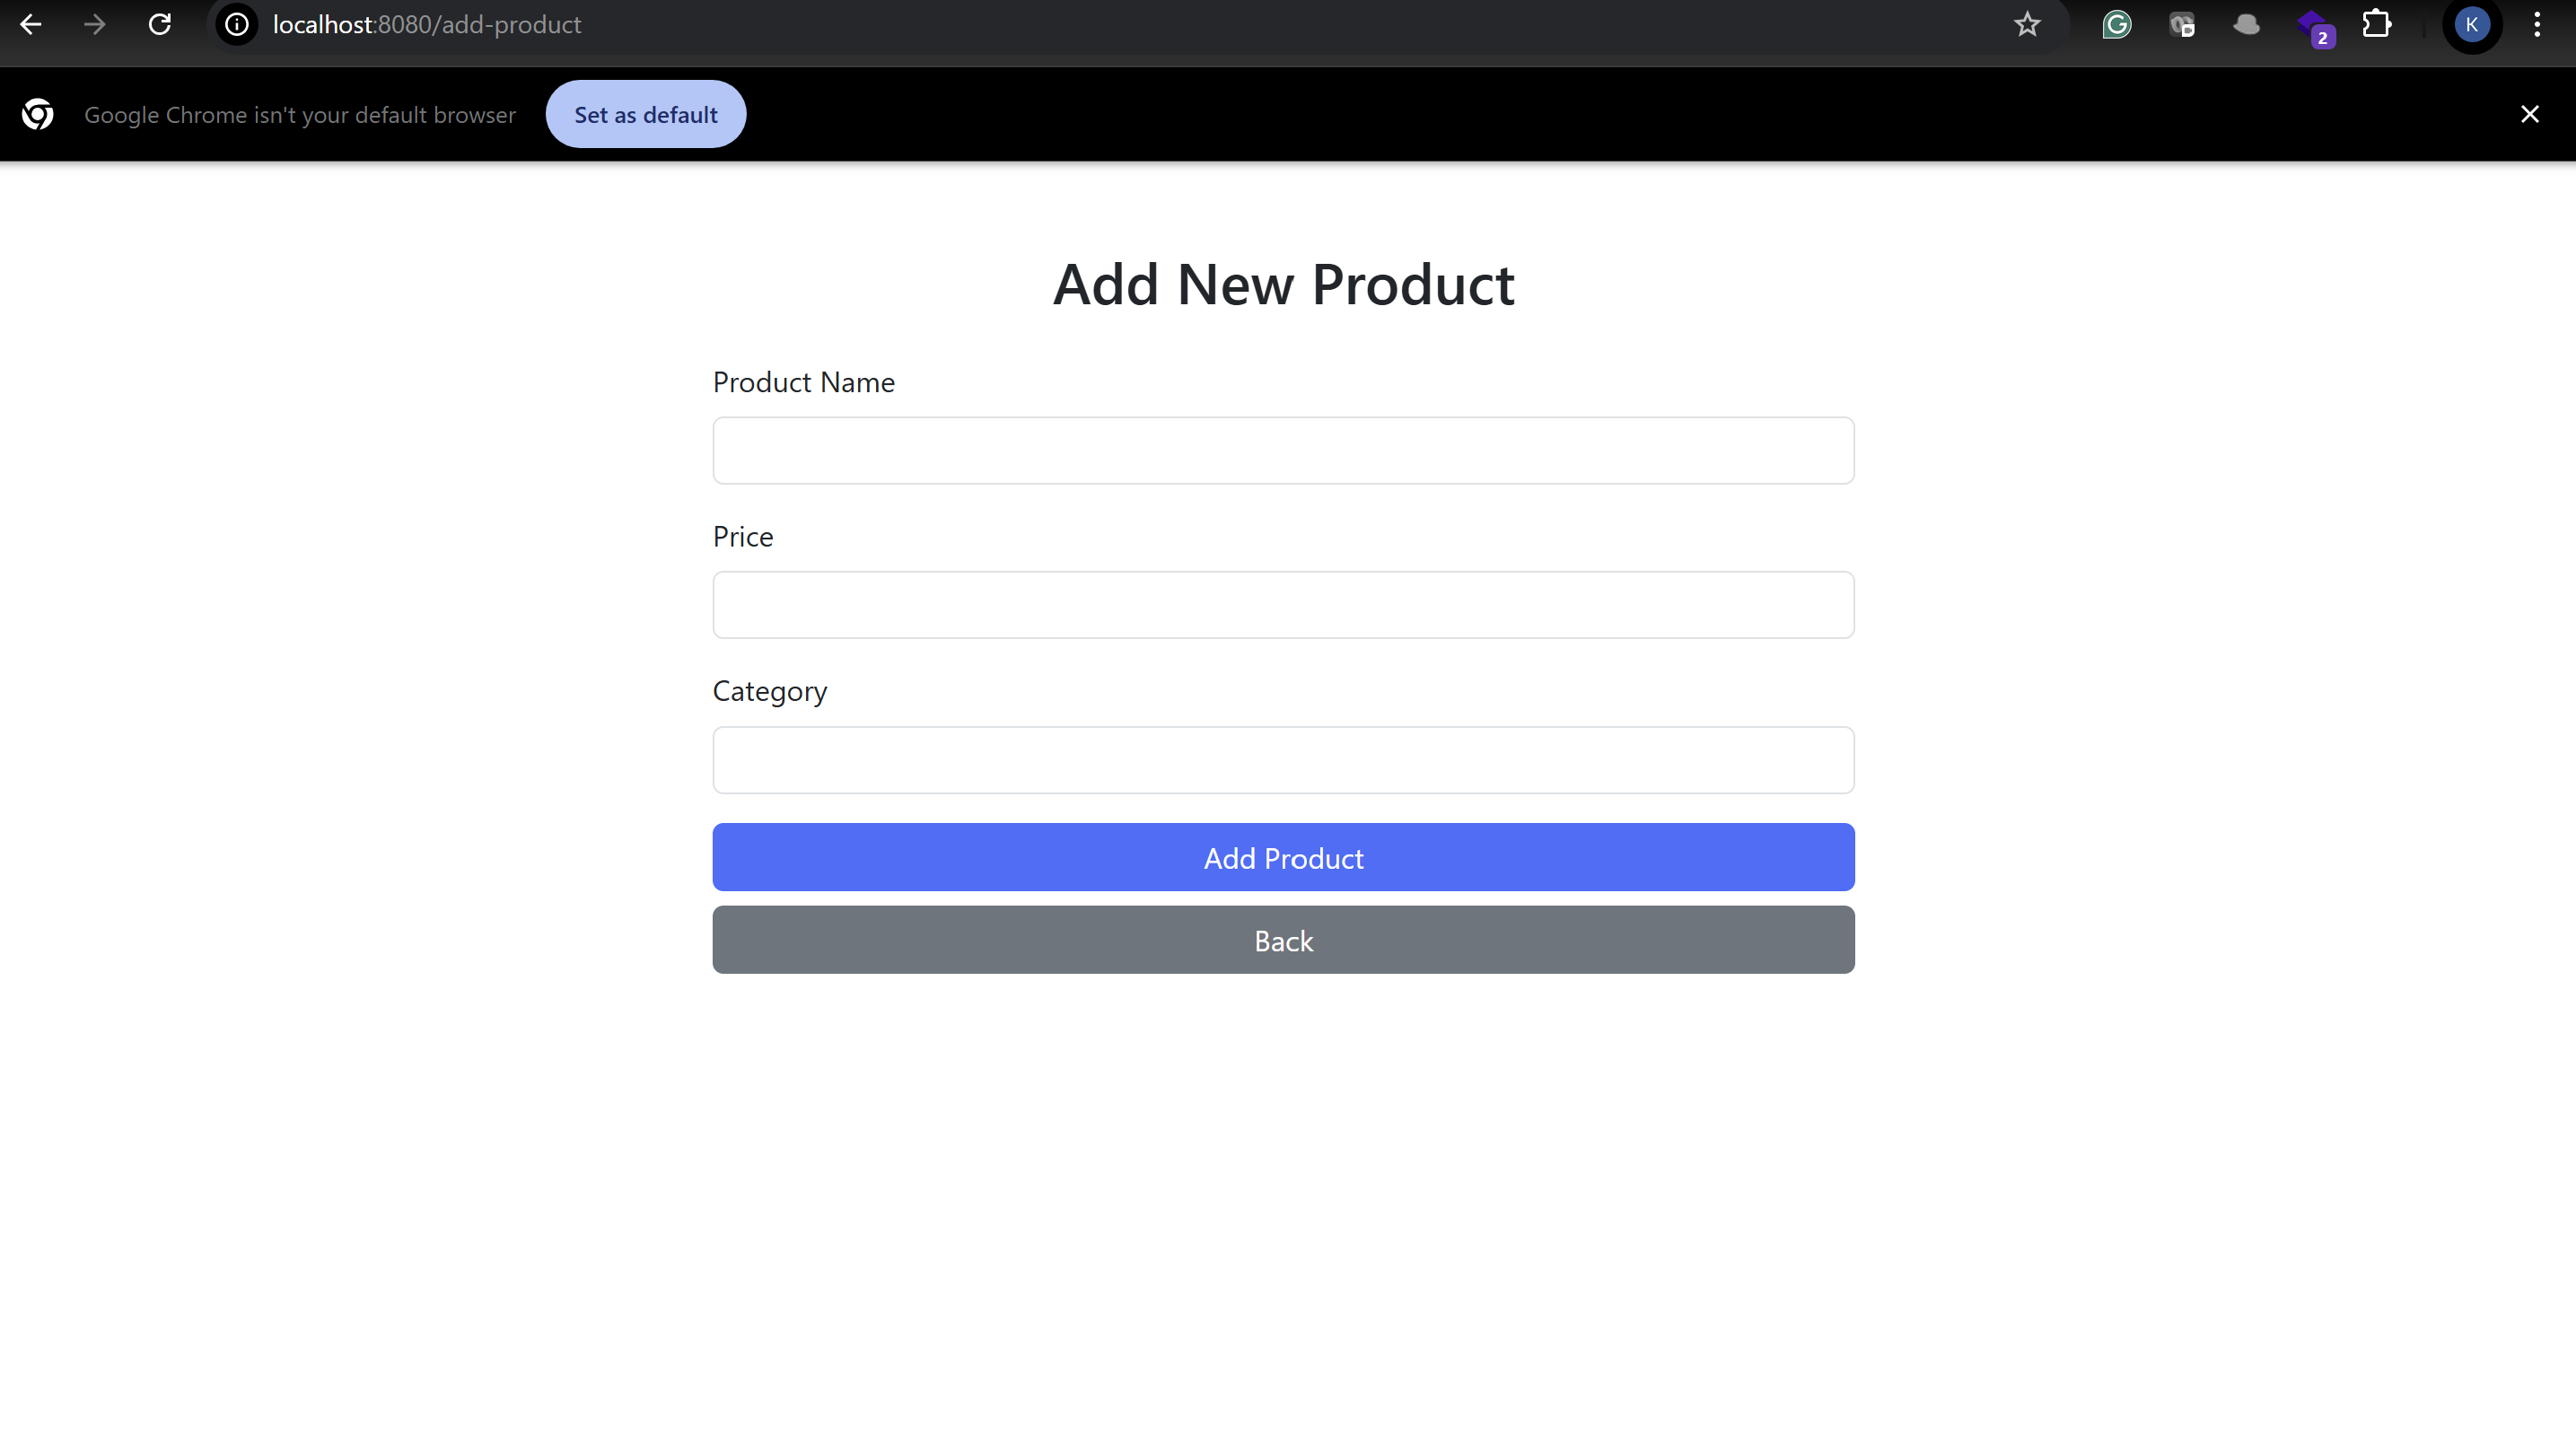 localhost:8080/add-product
2
K
Google Chrome isn't your default browser
Set as default
Add New Product
Product Name
Price
Category
Add Product
Back